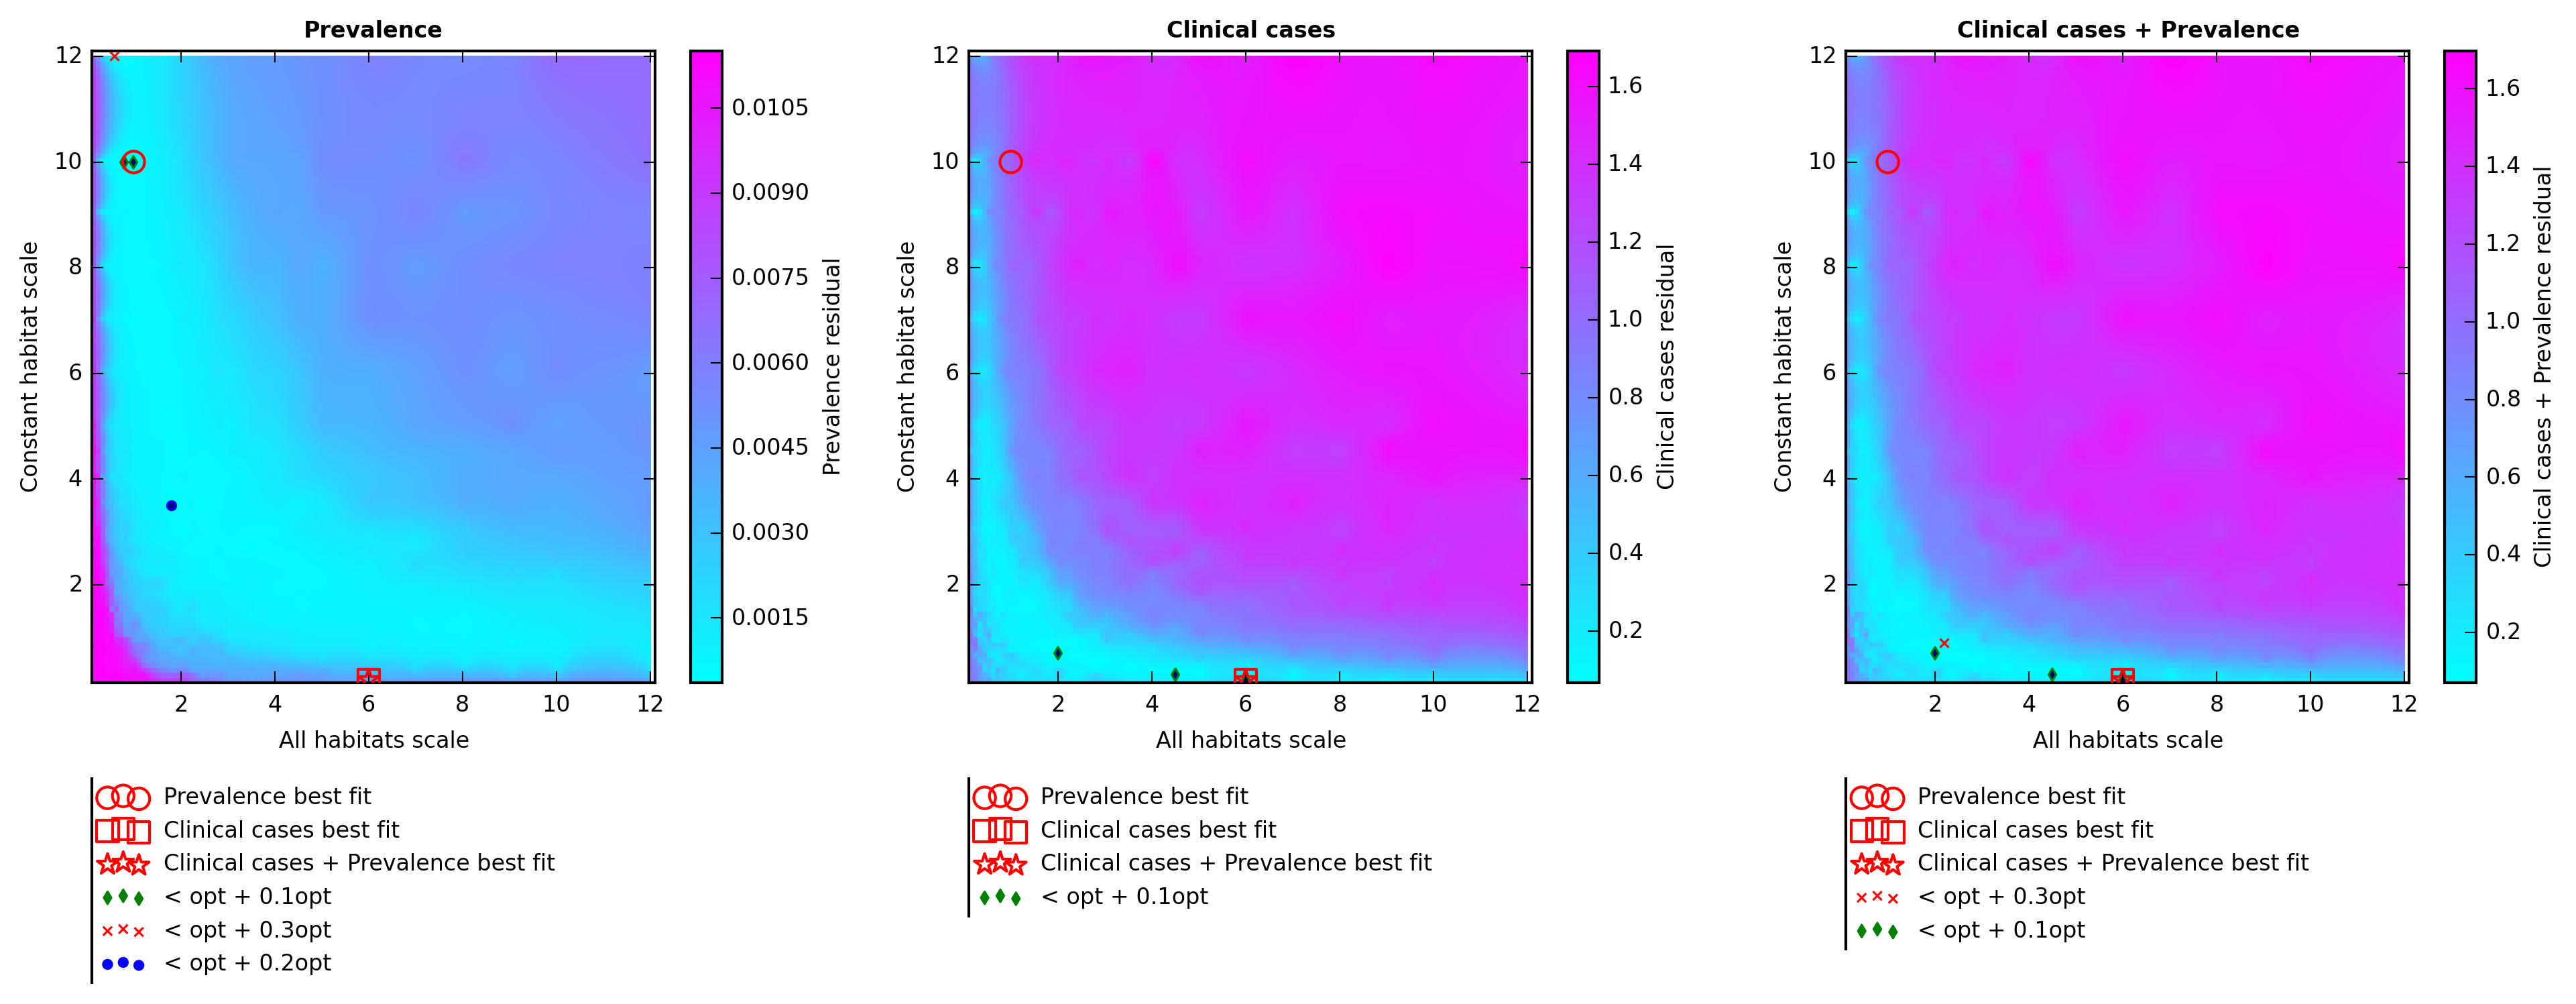 Prevalence
12
10
8
6
4
2
Constant habitat scale
2 4 6 8 10 12
All habitats scale
0.0105
0.0090
0.0075
0.0060
0.0045
0.0030
0.0015
Prevalence residual
Prevalence best fit
Clinical cases best fit
Clinical cases + Prevalence best fit
< opt + 0.1opt
< opt + 0.3opt
< opt + 0.2opt
Clinical cases
12
10
8
6
4
2
Constant habitat scale
2 4 6 8 10 12
All habitats scale
1.6
1.4
1.2
1.0
0.8
0.6
0.4
0.2
Clinical cases residual
Prevalence best fit
Clinical cases best fit
Clinical cases + Prevalence best fit
< opt + 0.1opt
Clinical cases + Prevalence
12
10
8
6
4
2
Constant habitat scale
2 4 6 8 10 12
All habitats scale
1.6
1.4
1.2
1.0
0.8
0.6
0.4
0.2
Clinical cases + Prevalence residual
Prevalence best fit
Clinical cases best fit
Clinical cases + Prevalence best fit
< opt + 0.3opt
< opt + 0.1opt